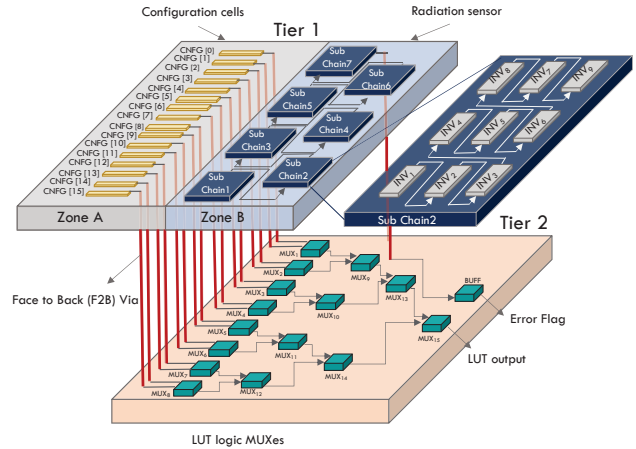 Configuration cells
Tier 1
Radiation sensor
CNFG [0]
CNFG [1]
CNFG [2]
CNFG [3]
CNFG [4]
CNFG [5]
CNFG [6]
CNFG [7]
CNFG [8]
CNFG [9]
CNFG [10]
CNFG [11]
CNFG [12]
CNFG [13]
CNFG [14]
CNFG [15]
Sub Chain7
Sub Chain6
Sub Chain5
Sub Chain4
Sub Chain3
Sub Chain2
Sub Chain1
INV8
INV7
INV9
INV4
INV5
INV6
INV1
INV2
INV3
Sub Chain2
Zone A
Zone B
Tier 2
MUX1
MUX2
MUX3
MUX4
MUX5
MUX6
MUX7
MUX8
MUX9
MUX10
MUX11
MUX12
MUX13
MUX14
MUX15
BUFF
Face to Back (F2B) Via
Error Flag
LUT output
LUT logic MUXes